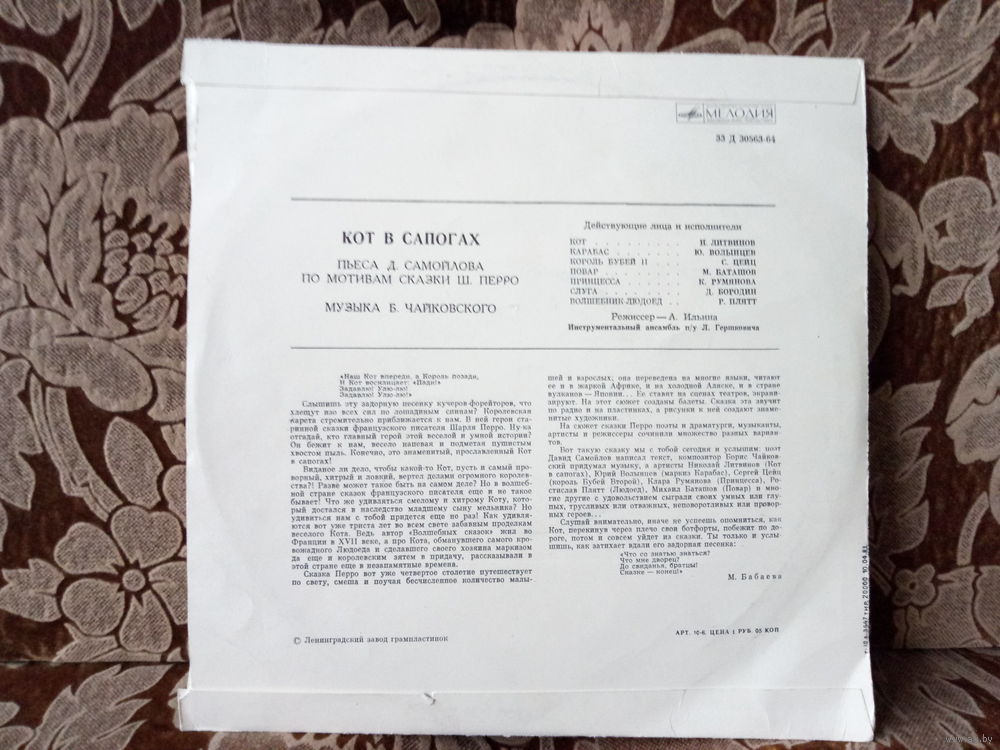 МЕЛОДИЯ
33 Д 30563-64
КОТ В САПОГАХ
ПЬЕСА Д. САМОЙЛОВА
ПО МОТИВАМ СКАЗКИ Ш. ПЕРРО
МУЗЫКА Б. ЧАЙКОВСКОГО
Действующие лица и исполнители
КОТ . . . . . . . . . Н. ЛИТВИНОВ
КАРАБАС . . . . . . . Ю. ВОЛЫНЦЕВ
КОРОЛЬ БУБЕЙ II . . . . С. ЦЕЙЦ
ПОВАР . . . . . . . . М. БАТАШОВ
ПРИНЦЕССА . . . . . . К. РУМЯНОВА
СЛУГА . . . . . . . . Д. БОРОДИН
ВОЛШЕБНИК-ЛЮДОЕД . . Р. ПЛЯТТ
Режиссер — А. Ильина
Инструментальный ансамбль п/у Л. Гершковича
«Наш Кот впереди, а Король позади,
И Кот восклицает: «Пади!»
Задавлю! Улю-лю!
Задавлю! Улю-лю!»
Слышишь эту задорную песенку кучеров-форейторов, что
хлещут изо всех сил по лошадиным спинам? Королевская
карета стремительно приближается к нам. В ней герои ста-
ринной сказки французского писателя Шарля Перро. Ну-ка
отгадай, кто главный герой этой веселой и умной истории?
Он бежит к нам, весело напевая и подметая пушистым
хвостом пыль. Конечно, это знаменитый, прославленный Кот
в сапогах!
Виданое ли дело, чтобы какой-то Кот, пусть и самый про-
ворный, хитрый и ловкий, вертел делами огромного королев-
ства?! Разве может такое быть на самом деле? Но в волшеб-
ной стране сказок французского писателя еще и не такое
бывает! Что же удивляться смелому и хитрому Коту, кото-
рый достался в наследство младшему сыну мельника? Но
удивиться нам с тобой придется еще не раз! Как удивля-
ются вот уже триста лет во всем свете забавным проделкам
веселого Кота. Ведь автор «Волшебных сказок» жил во
Франции в XVII веке, а про Кота, обманувшего самого кро-
вожадного Людоеда и сделавшего своего хозяина маркизом
да еще и королевским зятем в придачу, рассказывали в
этой стране еще в незапамятные времена.
Сказка Перро вот уже четвертое столетие путешествует
по свету, смеша и поучая бесчисленное количество малы-
шей и взрослых; она переведена на многие языки, читают
ее и в жаркой Африке, и на холодной Аляске, и в стране
вулканов — Японии... Ее ставят на сценах театров, экрани-
зируют. На этот сюжет созданы балеты. Сказка эта звучит
по радио и на пластинках, а рисунки к ней создают знаме-
нитые художники.
На сюжет сказки Перро поэты и драматурги, музыканты,
артисты и режиссеры сочинили множество разных вариан-
тов.
Вот такую сказку мы с тобой сегодня и услышим: поэт
Давид Самойлов написал текст, композитор Борис Чайков-
ский придумал музыку, а артисты Николай Литвинов (Кот
в сапогах), Юрий Волынцев (маркиз Карабас), Сергей Цейц
(король Бубей Второй), Клара Румянова (Принцесса), Ро-
стислав Плятт (Людоед), Михаил Баташов (Повар) и мно-
гие другие с удовольствием сыграли своих умных или глу-
пых, трусливых или отважных, неповоротливых или провор-
ных героев...
Слушай внимательно, иначе не успеешь опомниться, как
Кот, перекинув через плечо свои ботфорты, побежит по до-
роге, потом и совсем уйдет из сказки. Ты только и услы-
шишь, как затихает вдали его задорная песенка:
«Что со знатью знаться?
Что мне дворец?
До свиданья, братцы!
Сказке — конец!»
М. Бабаева
© Ленинградский завод грампластинок
АРТ. 10-6. ЦЕНА 1 РУБ. 05 КОП